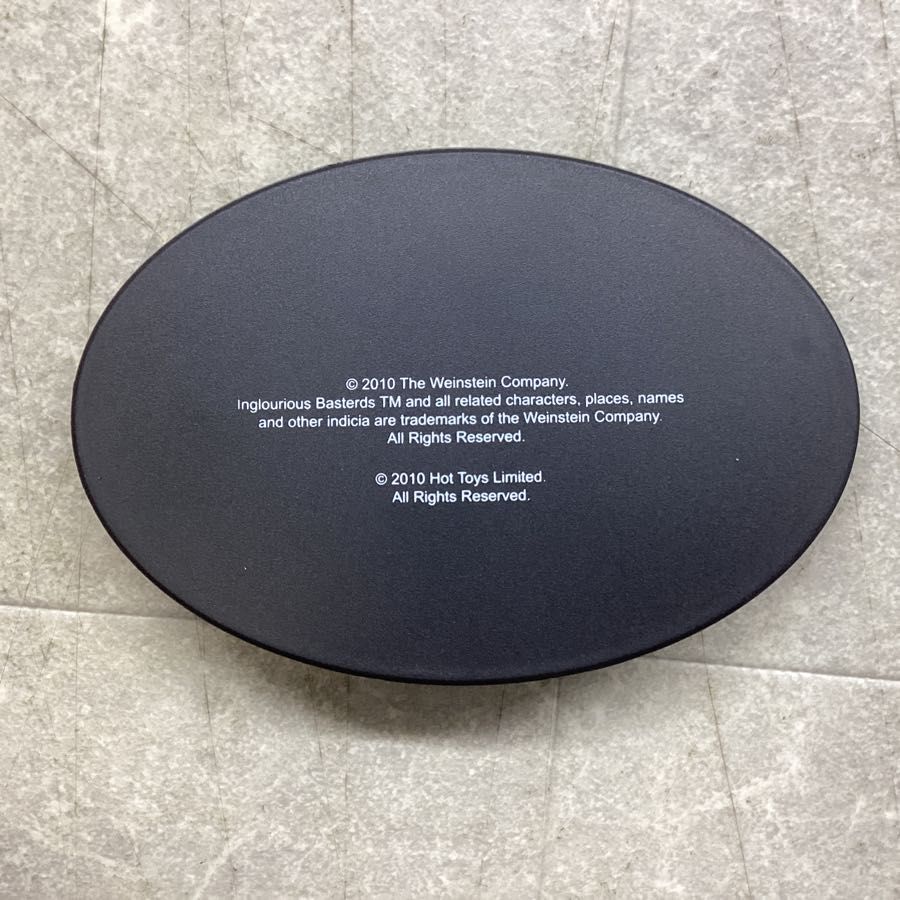 © 2010 The Weinstein Company.
Inglourious Basterds TM and all related characters, places, names
and other indicia are trademarks of the Weinstein Company.
All Rights Reserved.
© 2010 Hot Toys Limited.
All Rights Reserved.